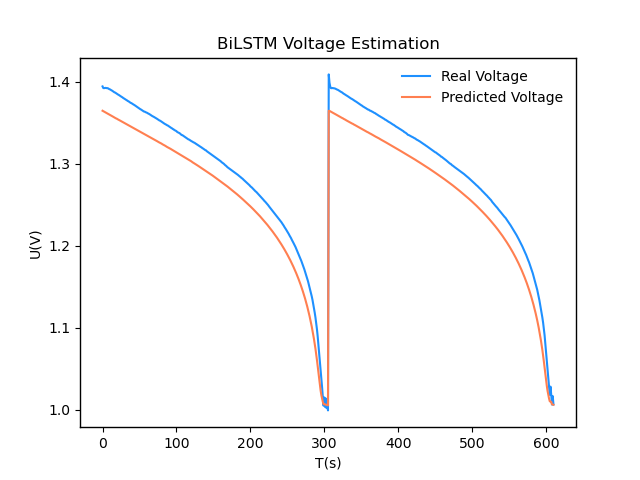 BiLSTM Voltage Estimation
Real Voltage
Predicted Voltage
U(V)
1.4
1.3
1.2
1.1
1.0
0 100 200 300 400 500 600
T(s)